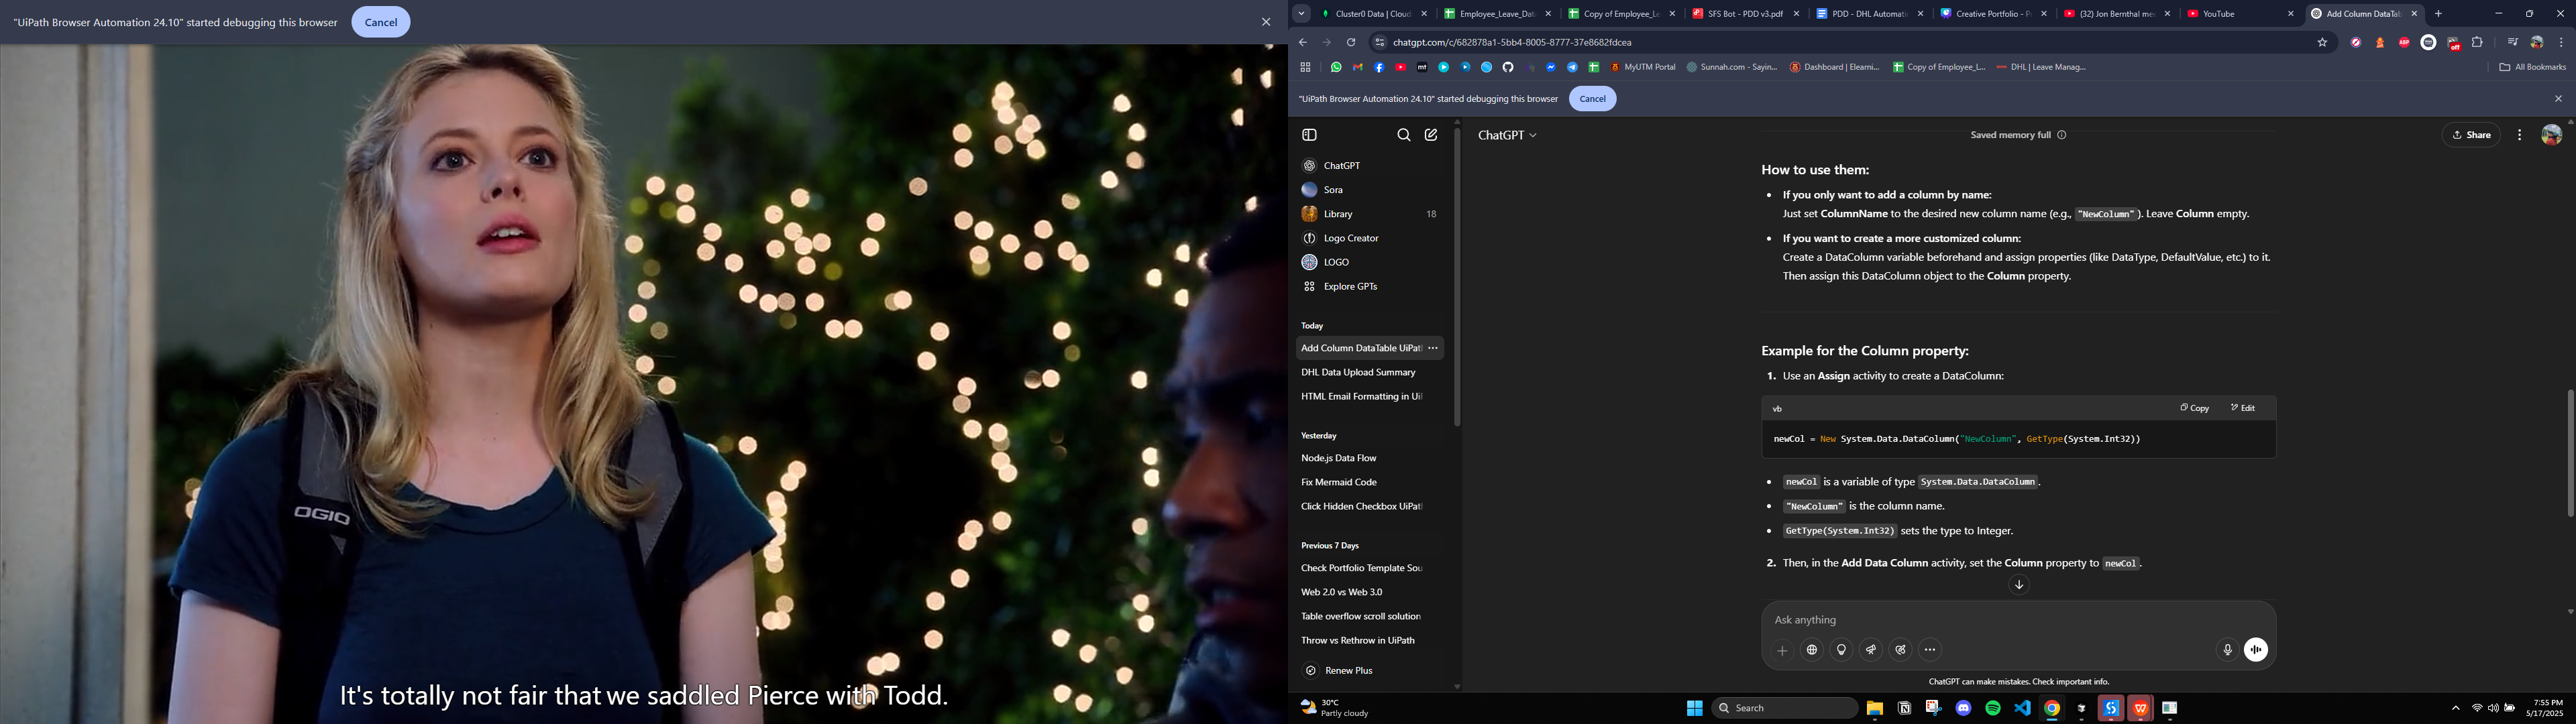 "UiPath Browser Automation 24.10" started debugging this browser
Cancel
OGIO
It's totally not fair that we saddled Pierce with Todd.
Cluster0 Data | Cloud
Employee_Leave_Dat
Copy of Employee_Le
SFS Bot - PDD v3.pdf
PDD - DHL Automati
Creative Portfolio - P
(32) Jon Bernthal me
YouTube
Add Column DataTab
chatgpt.com/c/682878a1-5bb4-8005-8777-37e8682fdcea
ABP
off
MyUTM Portal
Sunnah.com - Sayin...
Dashboard | Elearni...
Copy of Employee_L...
DHL | Leave Manag...
All Bookmarks
"UiPath Browser Automation 24.10" started debugging this browser
Cancel
ChatGPT
Sora
Library
18
Logo Creator
LOGO
Explore GPTs
Today
Add Column DataTable UiPat
DHL Data Upload Summary
HTML Email Formatting in Ui
Yesterday
Node.js Data Flow
Fix Mermaid Code
Click Hidden Checkbox UiPat
Previous 7 Days
Check Portfolio Template Sou
Web 2.0 vs Web 3.0
Table overflow scroll solution
Throw vs Rethrow in UiPath
Renew Plus
ChatGPT
Saved memory full
Share
How to use them:
If you only want to add a column by name:
Just set ColumnName to the desired new column name (e.g., "NewColumn"). Leave Column empty.
If you want to create a more customized column:
Create a DataColumn variable beforehand and assign properties (like DataType, DefaultValue, etc.) to it.
Then assign this DataColumn object to the Column property.
Example for the Column property:
1. Use an Assign activity to create a DataColumn:
vb
Copy
Edit
newCol = New System.Data.DataColumn("NewColumn", GetType(System.Int32))
newCol is a variable of type System.Data.DataColumn.
"NewColumn" is the column name.
GetType(System.Int32) sets the type to Integer.
2. Then, in the Add Data Column activity, set the Column property to newCol.
Ask anything
ChatGPT can make mistakes. Check important info.
30°C
Partly cloudy
Search
7:55 PM
5/17/2025